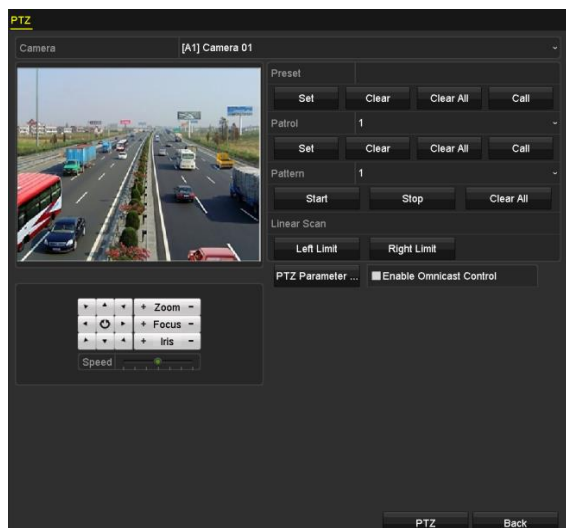 PTZ
Camera [A1] Camera 01
Preset
Set Clear Clear All Call
Patrol 1
Set Clear Clear All Call
Pattern 1
Start Stop Clear All
Linear Scan
Left Limit Right Limit
PTZ Parameter ... Enable Omnicast Control
+ Zoom -
+ Focus -
+ Iris -
Speed
PTZ Back